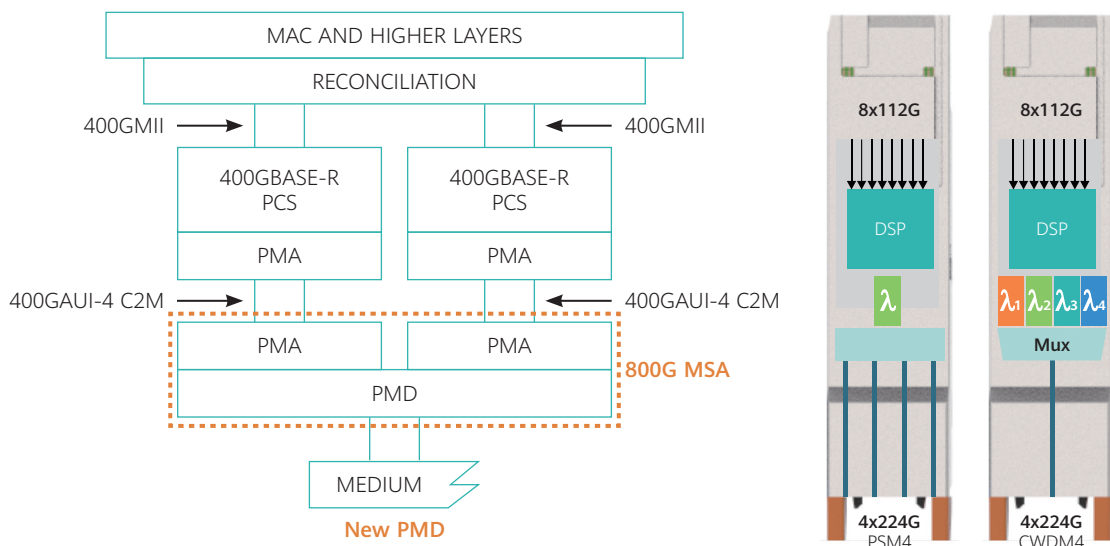 MAC AND HIGHER LAYERS
RECONCILIATION
400GMII
400GMII
400GBASE-R
PCS
400GBASE-R
PCS
PMA
PMA
400GAUI-4 C2M
400GAUI-4 C2M
PMA
PMA
800G MSA
PMD
MEDIUM
New PMD
8x112G
DSP
λ
4x224G
PSM4
8x112G
DSP
λ1 λ2 λ3 λ4
Mux
4x224G
CWDM4